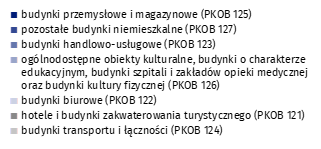 budynki przemysłowe i magazynowe (PKOB 125)
pozostałe budynki niemieszkalne (PKOB 127)
budynki handlowo-usługowe (PKOB 123)
ogólnodostępne obiekty kulturalne, budynki o charakterze
edukacyjnym, budynki szpitali i zakładów opieki medycznej
oraz budynki kultury fizycznej (PKOB 126)
budynki biurowe (PKOB 122)
hotele i budynki zakwaterowania turystycznego (PKOB 121)
budynki transportu i łączności (PKOB 124)